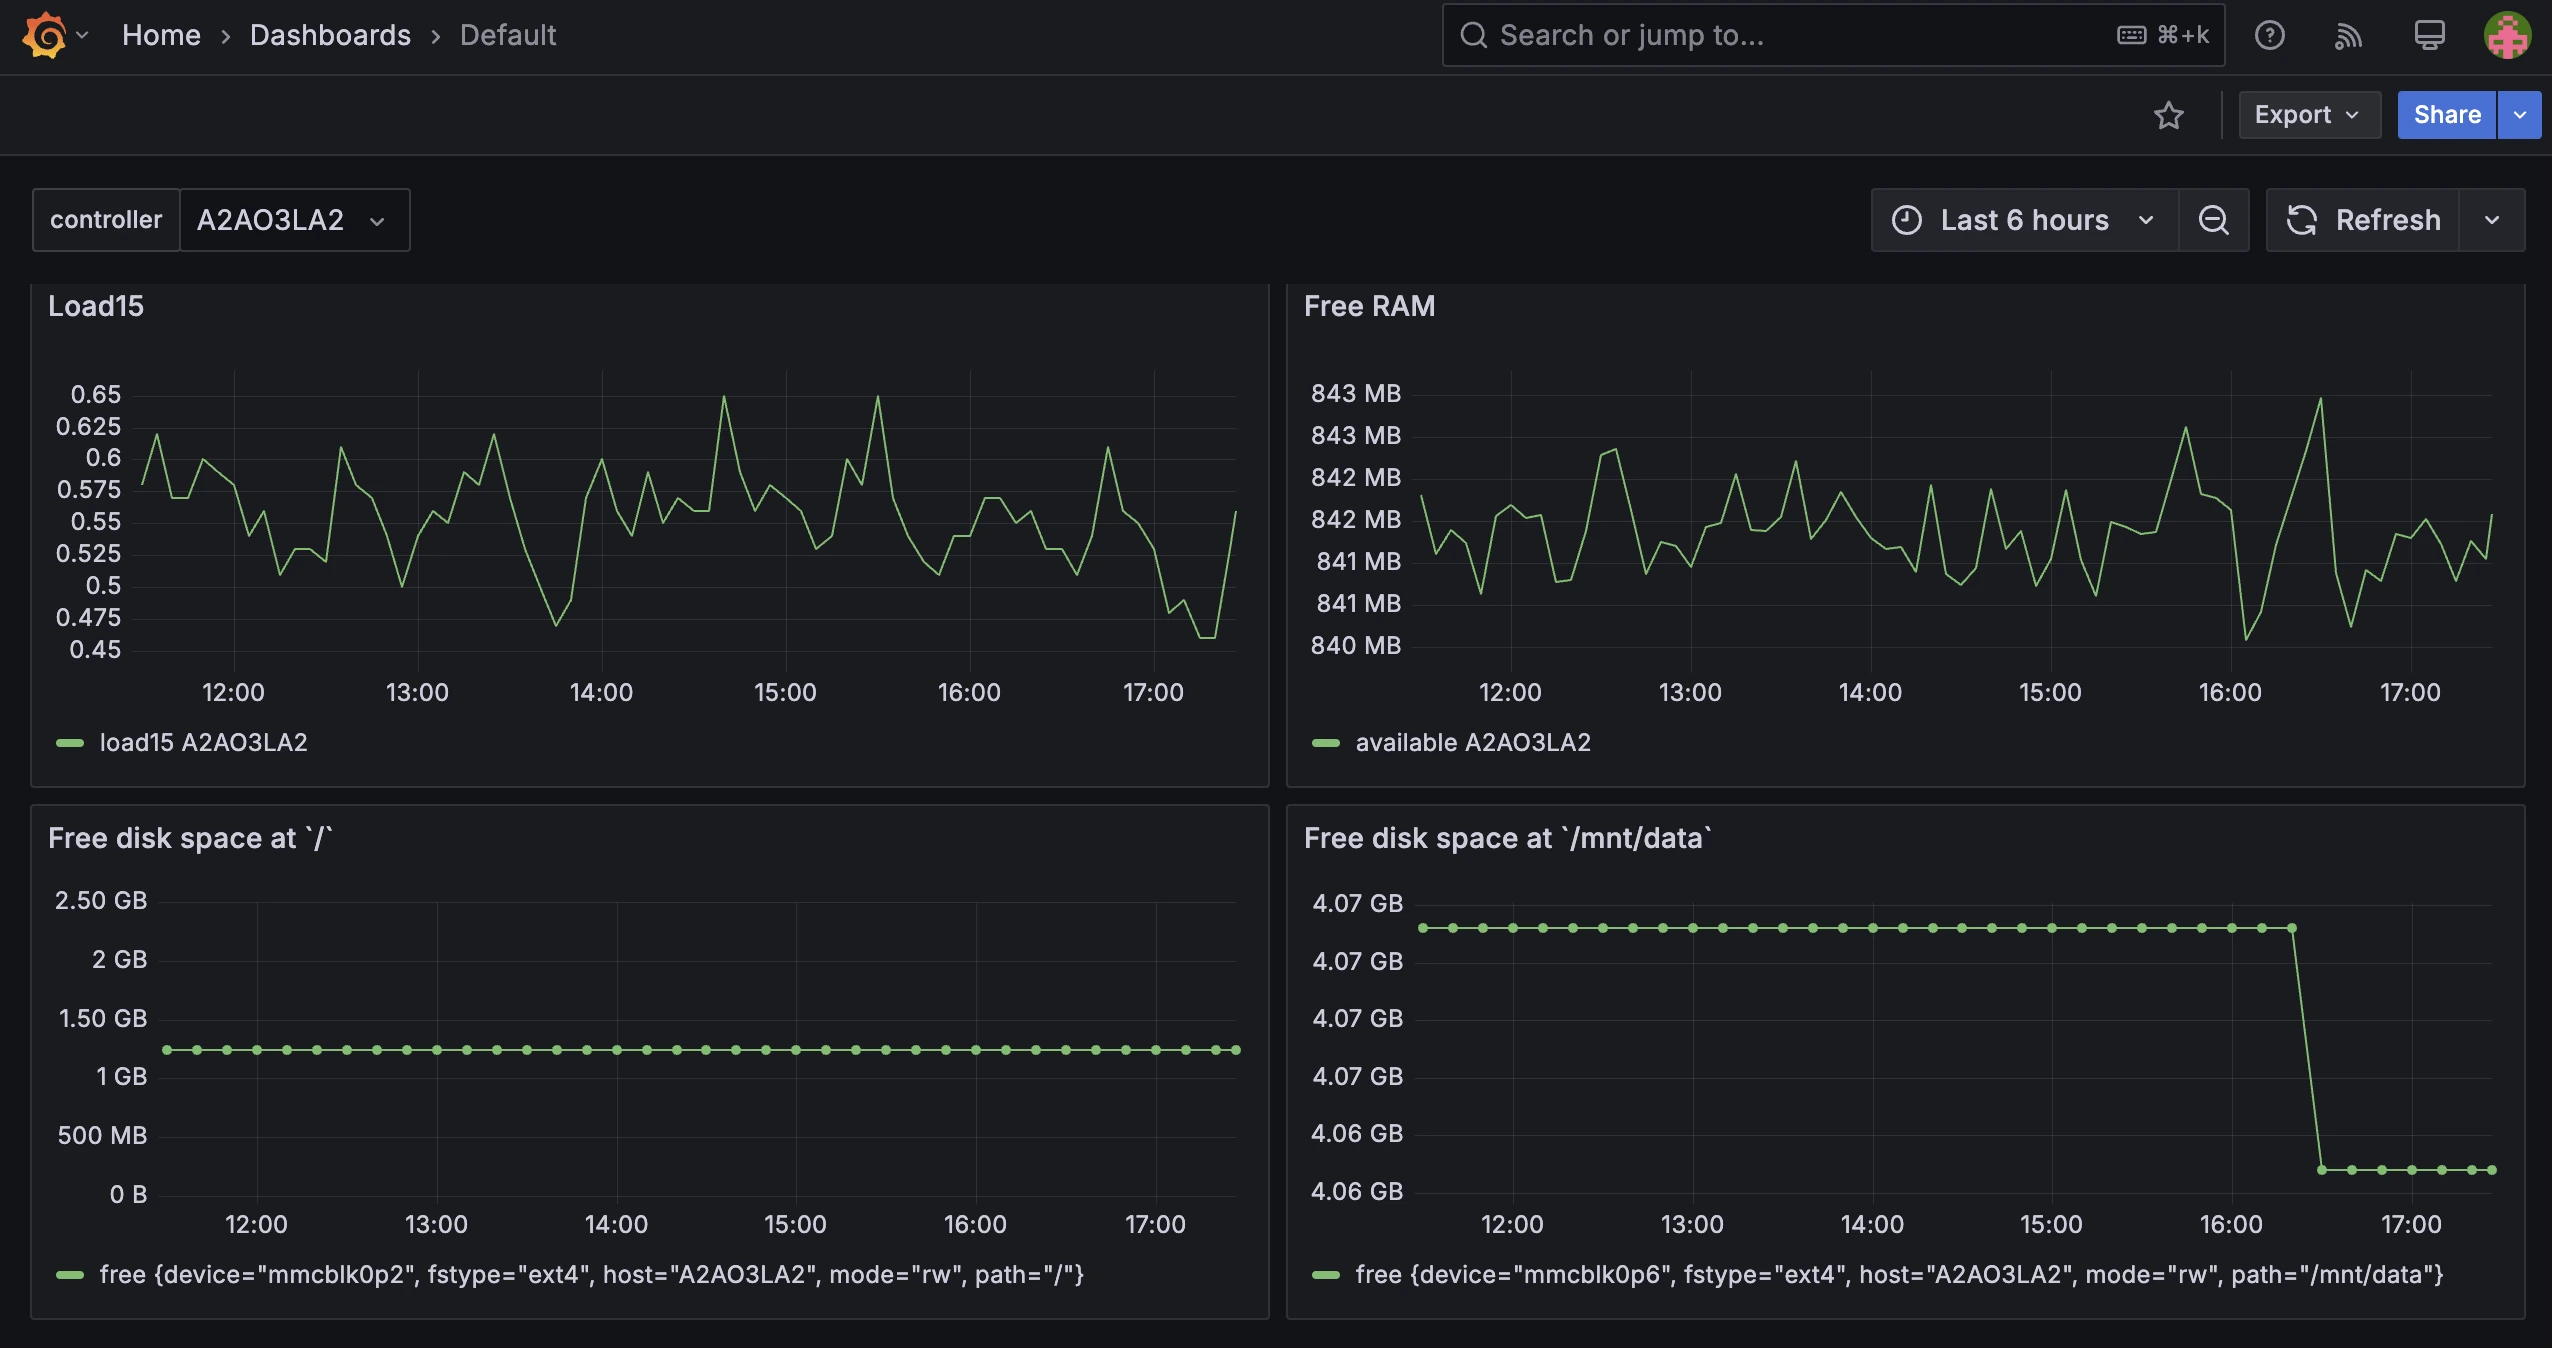 Home › Dashboards › Default
Search or jump to... ⌘+k
Export
Share
controller A2AO3LA2
Last 6 hours
Refresh
Load15
0.65
0.625
0.6
0.575
0.55
0.525
0.5
0.475
0.45
12:00 13:00 14:00 15:00 16:00 17:00
load15 A2AO3LA2
Free RAM
843 MB
843 MB
842 MB
842 MB
841 MB
841 MB
840 MB
12:00 13:00 14:00 15:00 16:00 17:00
available A2AO3LA2
Free disk space at `/`
2.50 GB
2 GB
1.50 GB
1 GB
500 MB
0 B
12:00 13:00 14:00 15:00 16:00 17:00
free {device="mmcblk0p2", fstype="ext4", host="A2AO3LA2", mode="rw", path="/"}
Free disk space at `/mnt/data`
4.07 GB
4.07 GB
4.07 GB
4.07 GB
4.06 GB
4.06 GB
12:00 13:00 14:00 15:00 16:00 17:00
free {device="mmcblk0p6", fstype="ext4", host="A2AO3LA2", mode="rw", path="/mnt/data"}